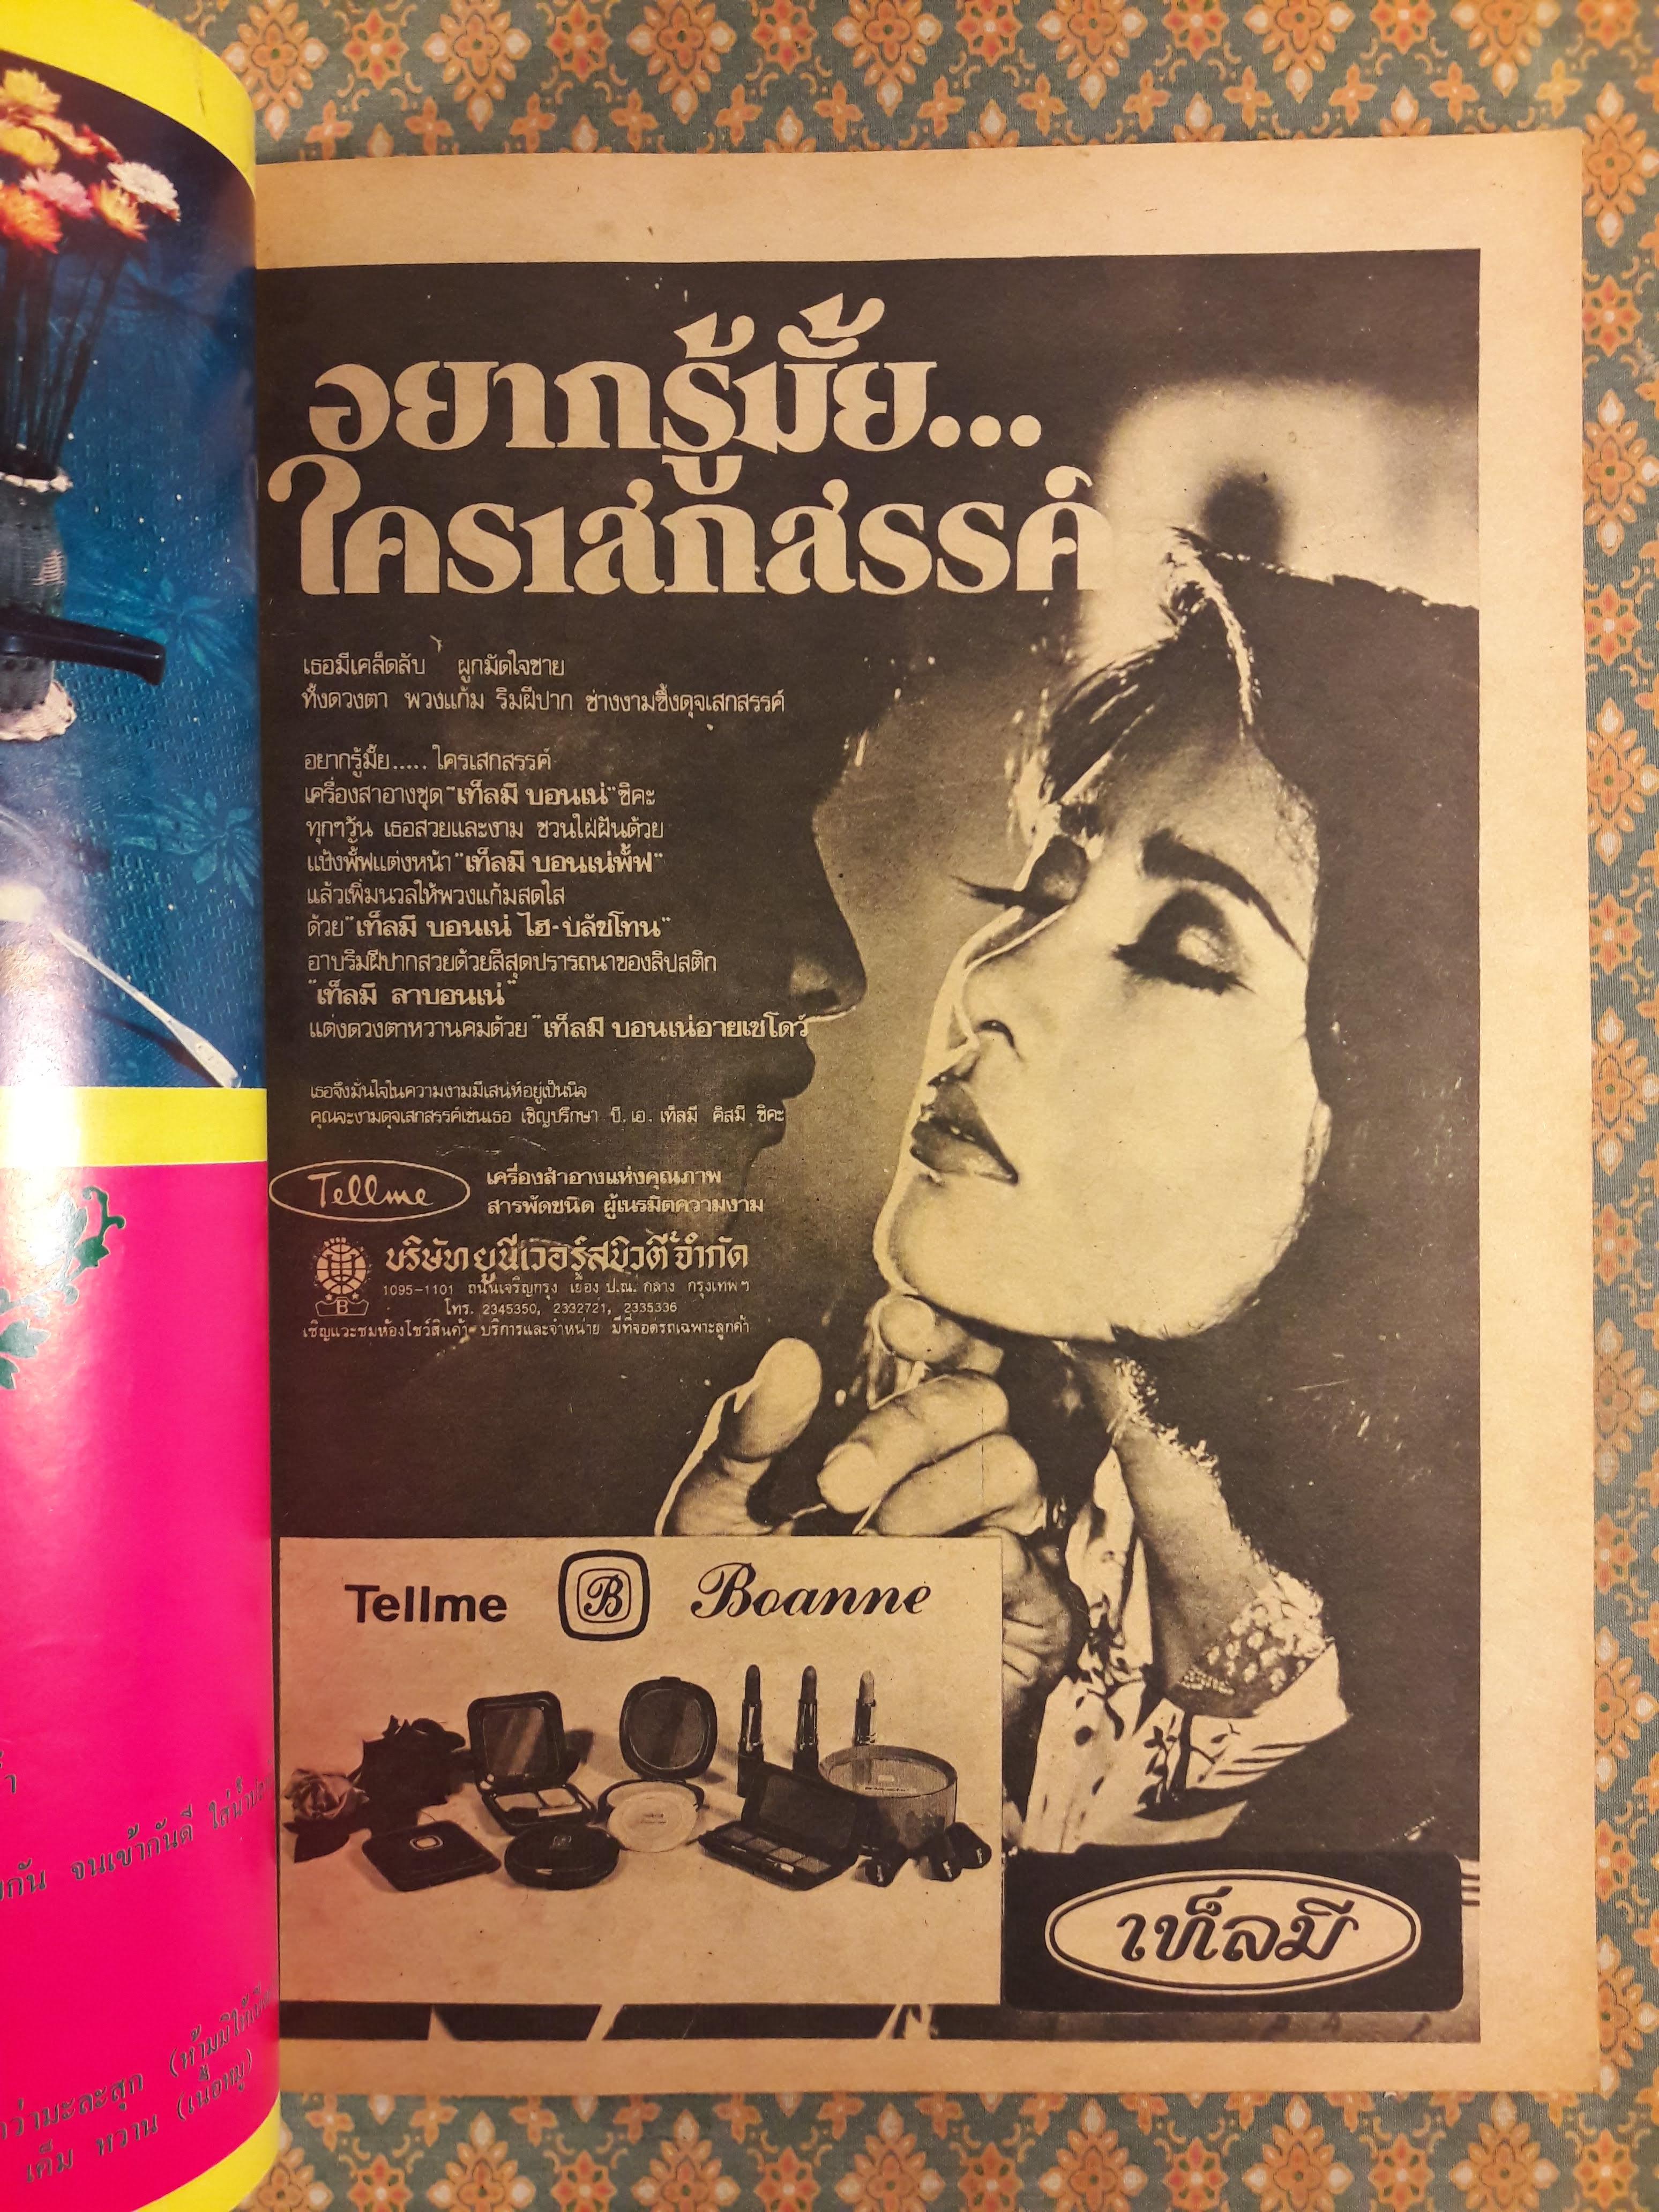 อยากรู้มั้ย...
ใครเสกสรรค์
เธอมีเคล็ดลับ ผูกมัดใจชาย
ทั้งดวงตา พวงแก้ม ริมฝีปาก ช่างงามซึ้งดุจเสกสรรค์
อยากรู้มั้ย..... ใครเสกสรรค์
เครื่องสำอางชุด "เท็ลมี บอนเน่" ซิคะ
ทุกๆวัน เธอสวยและงาม ชวนใฝ่ฝันด้วย
แป้งพั้ฟแต่งหน้า "เท็ลมี บอนเน่พั้ฟ"
แล้วเพิ่มนวลให้พวงแก้มสดใส
ด้วย "เท็ลมี บอนเน่ ไฮ-บลัชโทน"
อาบริมฝีปากสวยด้วยสีสุดปรารถนาของลิปสติก
"เท็ลมี ลาบอนเน่"
แต่งดวงตาหวานคมด้วย "เท็ลมี บอนเน่อายเชโดว์"
เธอจึงมั่นใจในความงามมีเสน่ห์อยู่เป็นนิจ
คุณจะงามดุจเสกสรรค์เช่นเธอ เชิญปรึกษา บี. เอ. เท็ลมี คิสมี ซิคะ
Tellme
เครื่องสำอางแห่งคุณภาพ
สารพัดชนิด ผู้เนรมิตความงาม
B
บริษัทยูนีเวอร์สบิวตี้จำกัด
1095-1101 ถนนเจริญกรุง เยื้อง ป.ณ. กลาง กรุงเทพฯ
โทร. 2345350, 2332721, 2335336
เชิญแวะชมห้องโชว์สินค้า บริการและจำหน่าย มีที่จอดรถเฉพาะลูกค้า
Tellme B Boanne
เท็ลมี
จนเข้ากันดี
มะละสุก
เค็ม หวาน (เนื้อหมู)